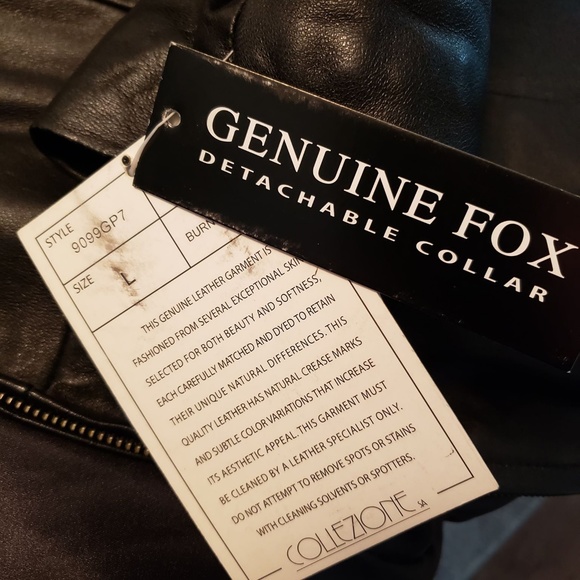 GENUINE FOX
DETACHABLE COLLAR
STYLE
9099GP7
SIZE
L
THIS GENUINE LEATHER GARMENT IS
FASHIONED FROM SEVERAL EXCEPTIONAL SKINS
SELECTED FOR BOTH BEAUTY AND SOFTNESS,
EACH CAREFULLY MATCHED AND DYED TO RETAIN
THEIR UNIQUE NATURAL DIFFERENCES. THIS
QUALITY LEATHER HAS NATURAL CREASE MARKS
AND SUBTLE COLOR VARIATIONS THAT INCREASE
ITS AESTHETIC APPEAL. THIS GARMENT MUST
BE CLEANED BY A LEATHER SPECIALIST ONLY.
DO NOT ATTEMPT TO REMOVE SPOTS OR STAINS
WITH CLEANING SOLVENTS OR SPOTTERS.
COLLEZIONE SA